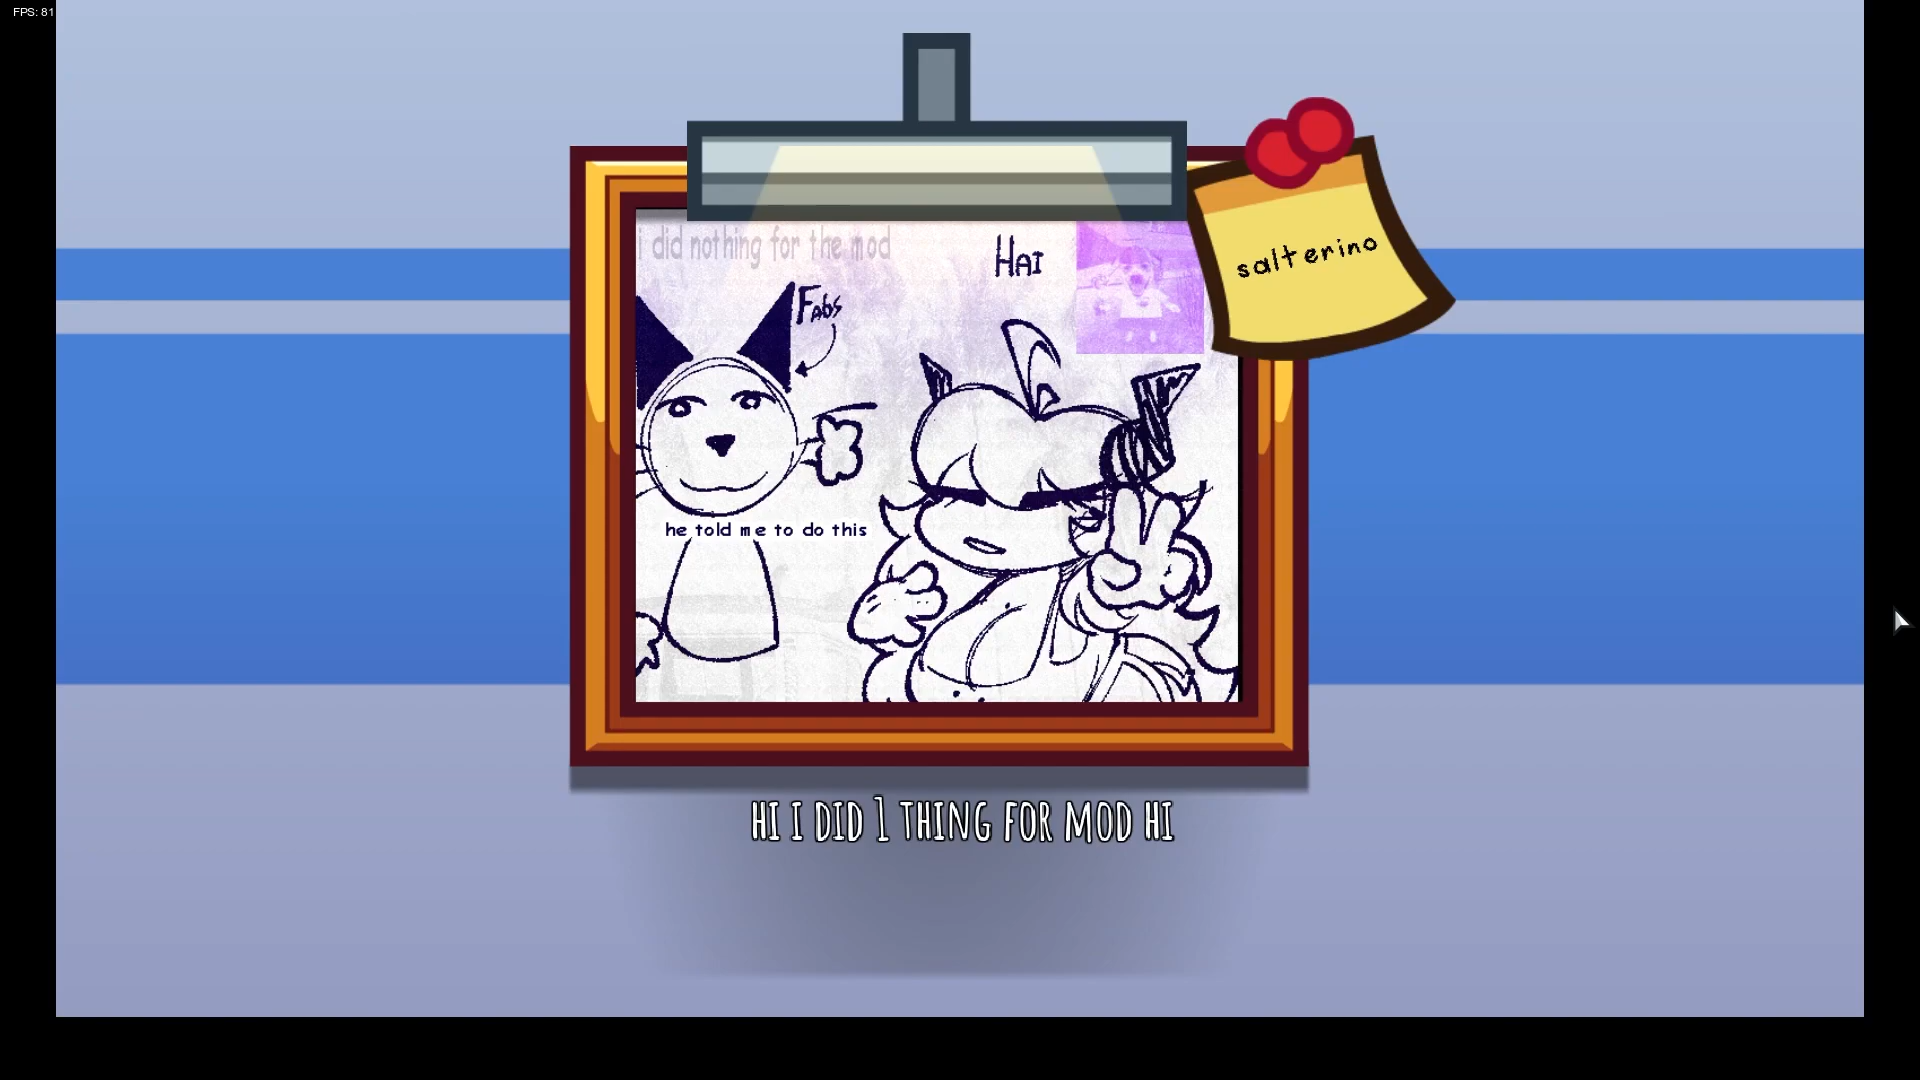 FPS: 81
i did nothing for the mod
HAI
Fabs
salterino
he told me to do this
HI I DID 1 THING FOR MOD HI